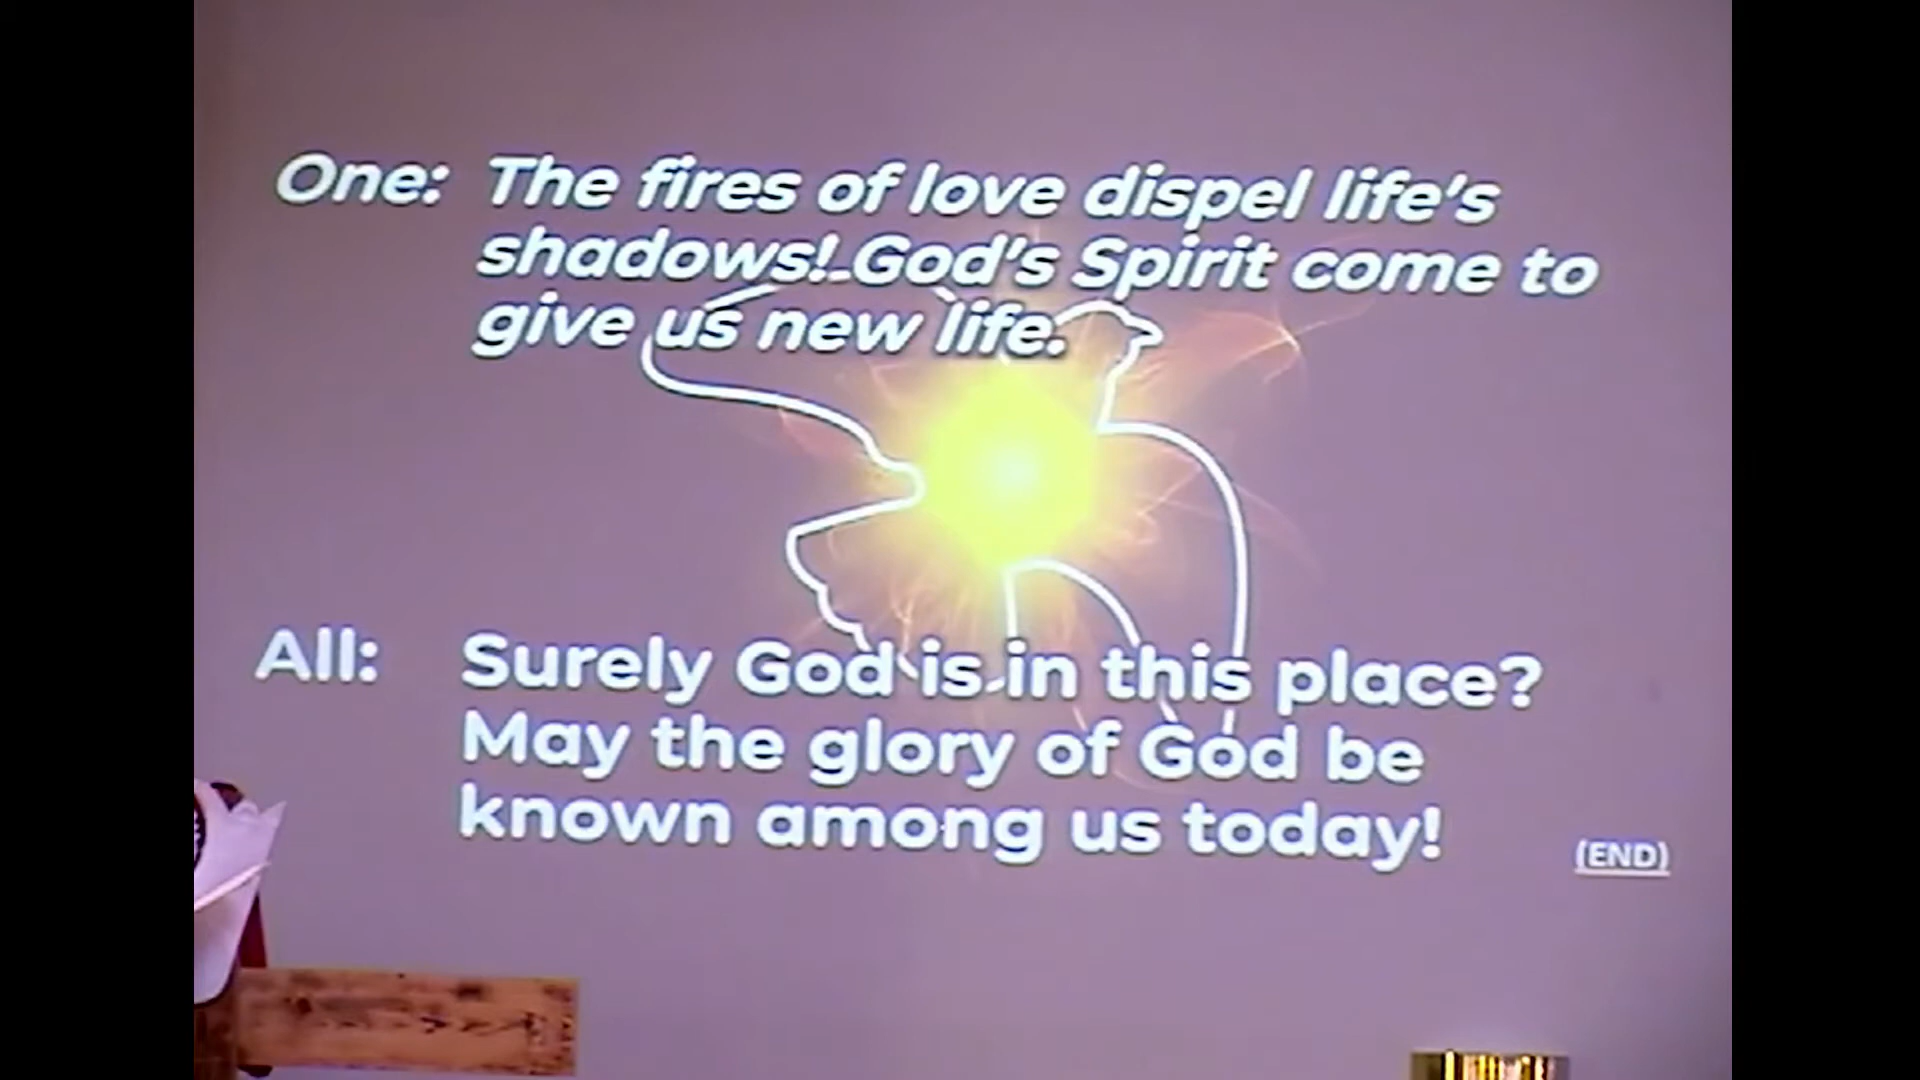 One: The fires of love dispel life's
shadows! God's Spirit come to
give us new life.
All: Surely God is in this place?
May the glory of God be
known among us today!
(END)